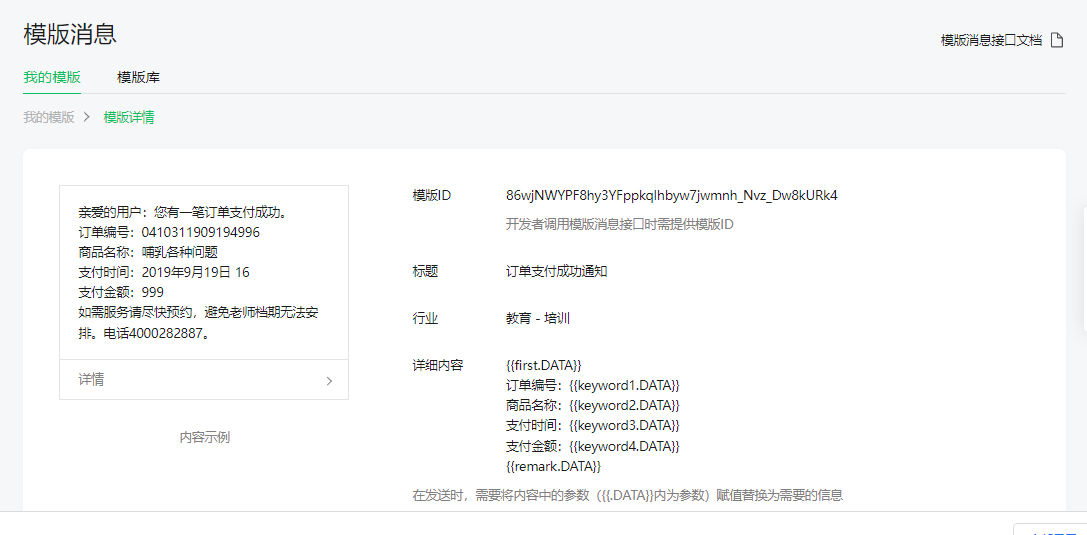 模版消息
模版消息接口文档
我的模版 模版库
我的模版 > 模版详情
亲爱的用户：您有一笔订单支付成功。
订单编号：0410311909194996
商品名称：哺乳各种问题
支付时间：2019年9月19日 16
支付金额：999
如需服务请尽快预约，避免老师档期无法安
排。电话4000282887。
详情
内容示例
模版ID 86wjNWYPF8hy3YFppkqlhbyw7jwmnh_Nvz_Dw8kURk4
开发者调用模版消息接口时需提供模版ID
标题 订单支付成功通知
行业 教育 - 培训
详细内容 {{first.DATA}}
订单编号：{{keyword1.DATA}}
商品名称：{{keyword2.DATA}}
支付时间：{{keyword3.DATA}}
支付金额：{{keyword4.DATA}}
{{remark.DATA}}
在发送时，需要将内容中的参数（{{.DATA}}内为参数）赋值替换为需要的信息